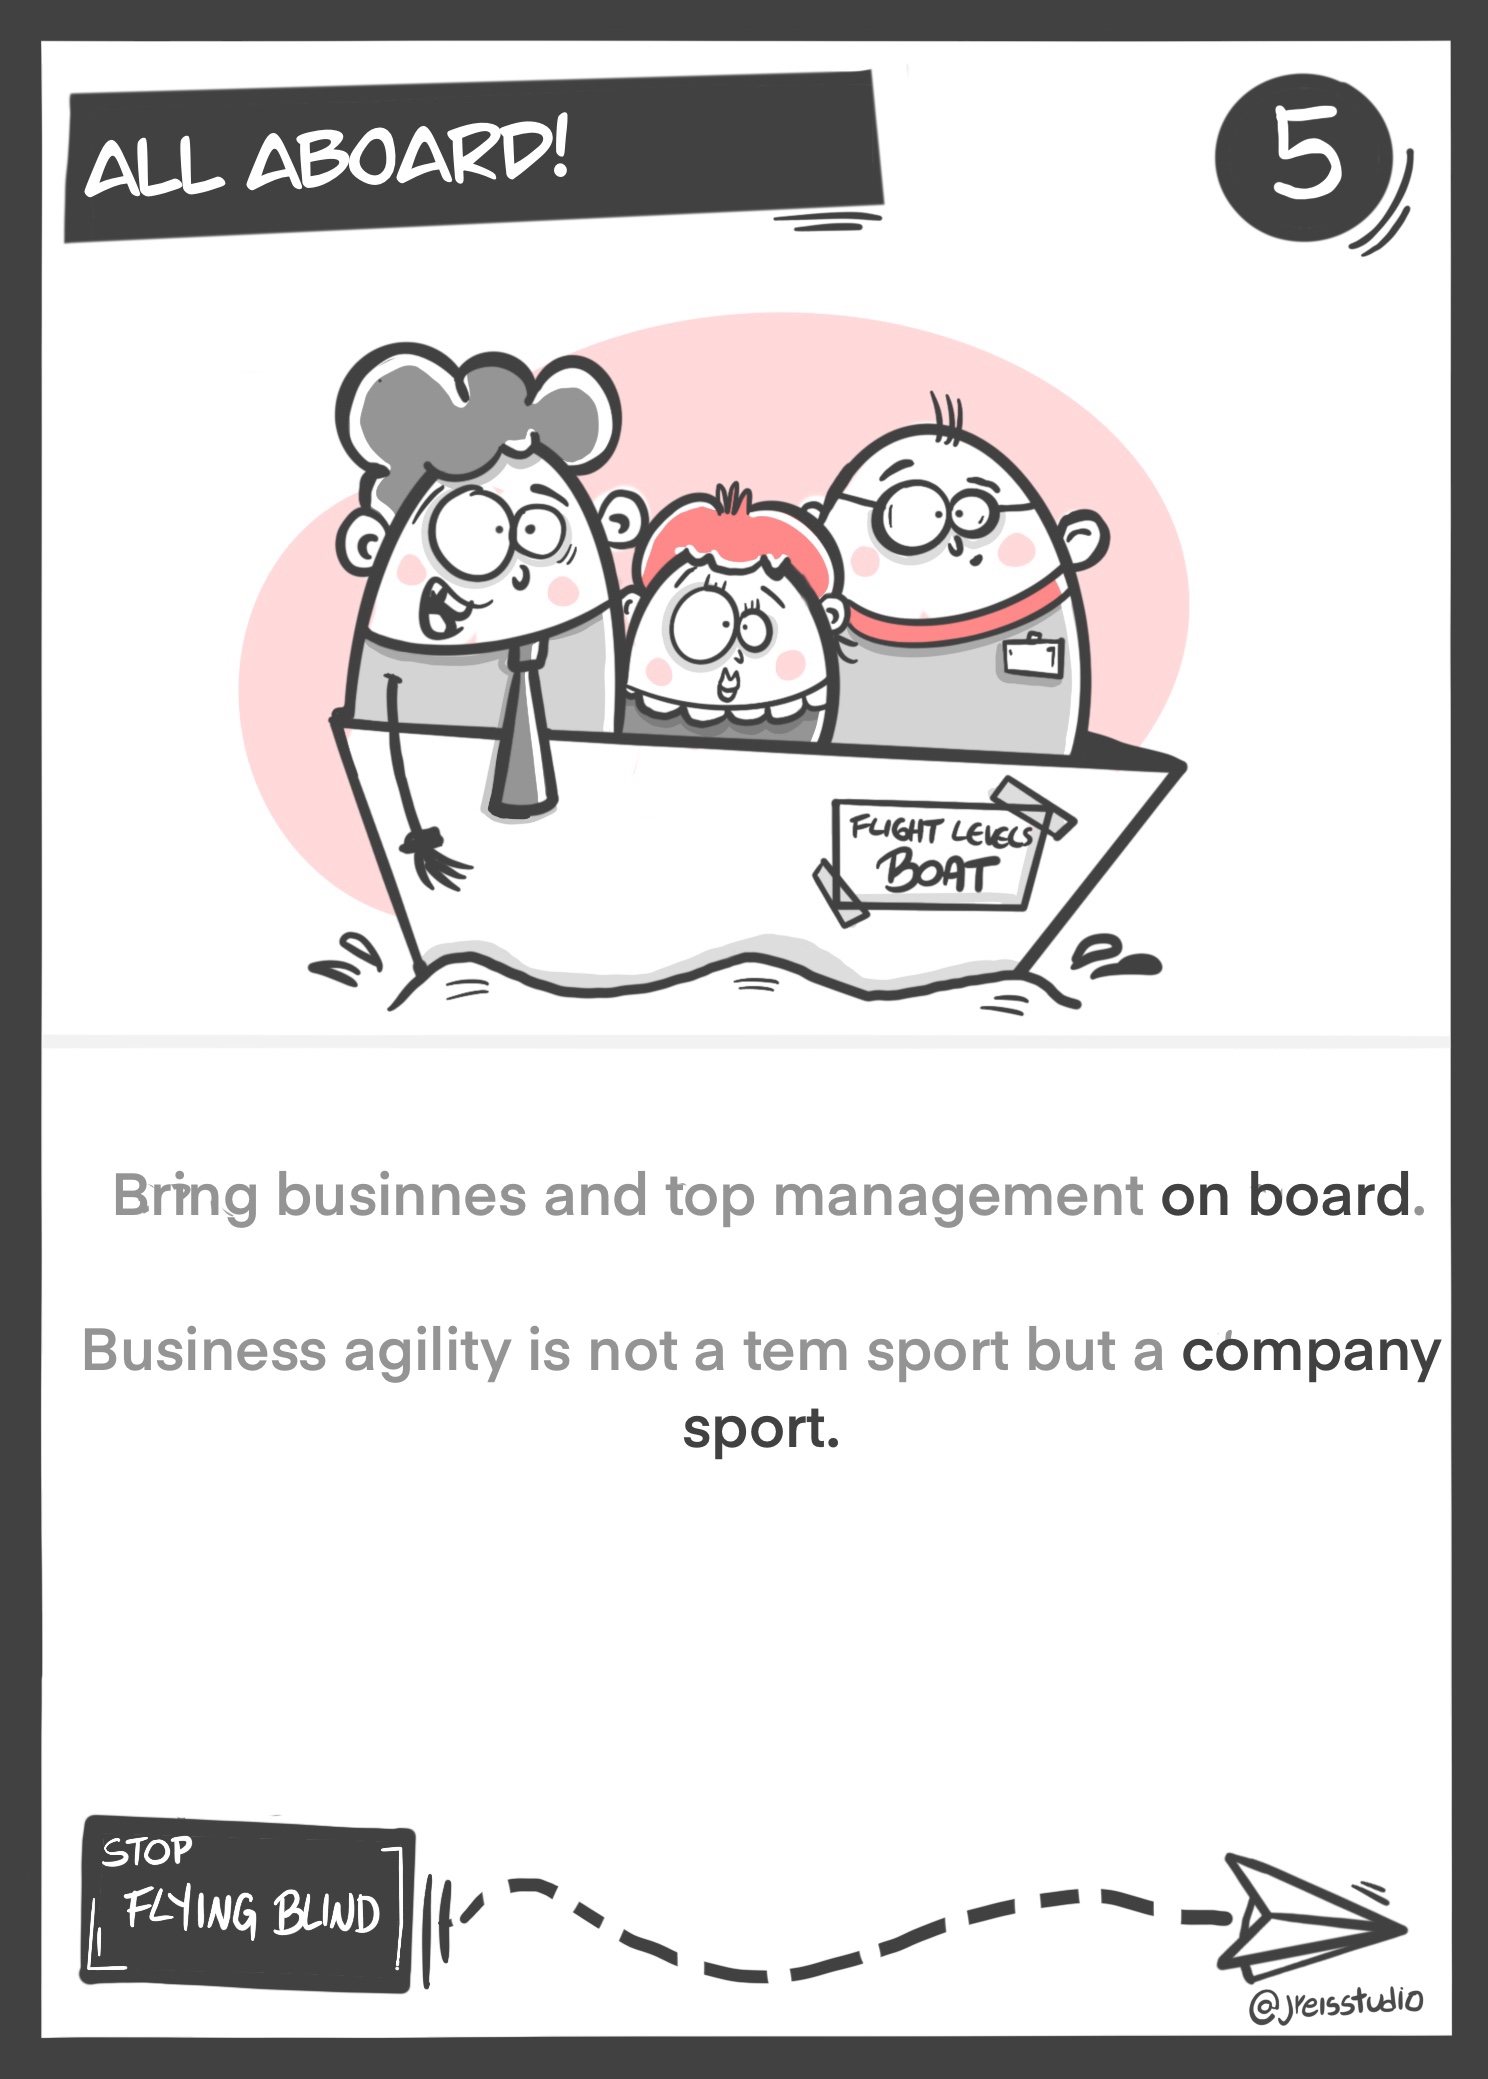 ALL ABOARD!
5
FLIGHT LEVELS
BOAT
Bring businnes and top management on board.
Business agility is not a tem sport but a company
sport.
STOP
FLYING BLIND
@jreisstudio